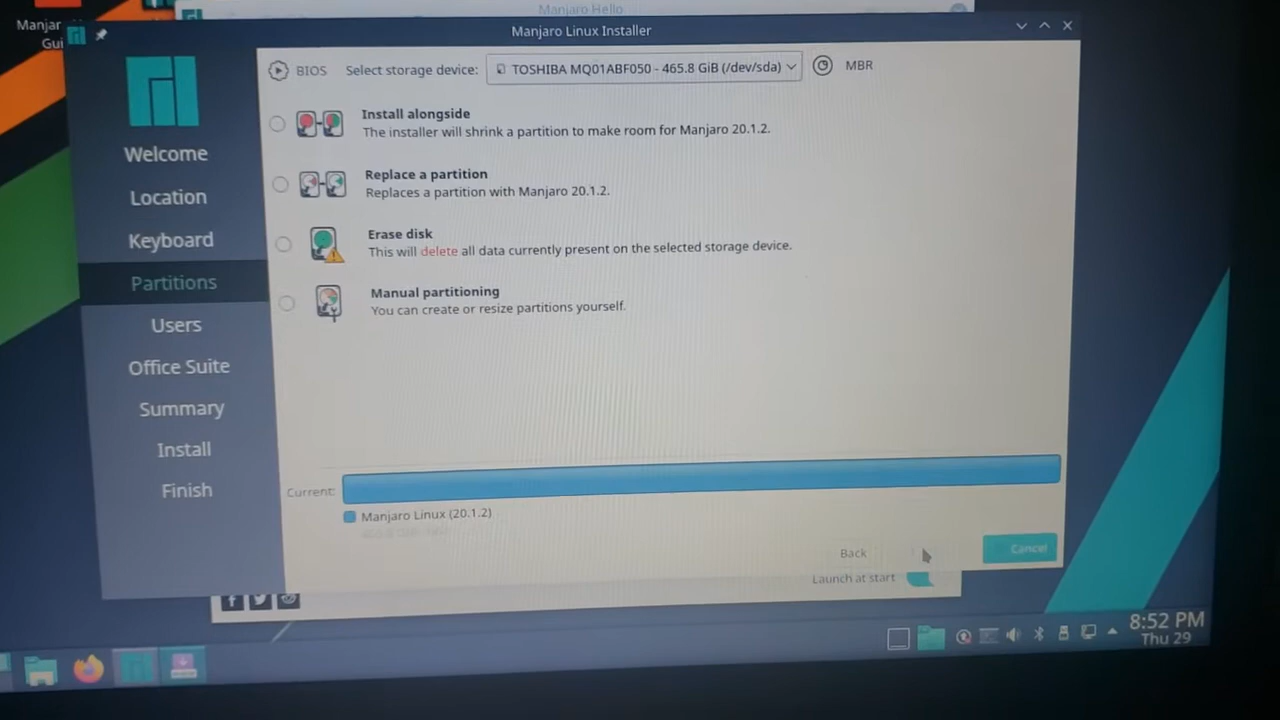 Manjaro Hello
Manjar
Gui
Manjaro Linux Installer
BIOS Select storage device: TOSHIBA MQ01ABF050 - 465.8 GiB (/dev/sda) MBR
Welcome
Location
Keyboard
Partitions
Users
Office Suite
Summary
Install
Finish
Install alongside
The installer will shrink a partition to make room for Manjaro 20.1.2.
Replace a partition
Replaces a partition with Manjaro 20.1.2.
Erase disk
This will delete all data currently present on the selected storage device.
Manual partitioning
You can create or resize partitions yourself.
Current:
Manjaro Linux (20.1.2)
Back
Cancel
Launch at start
8:52 PM
Thu 29